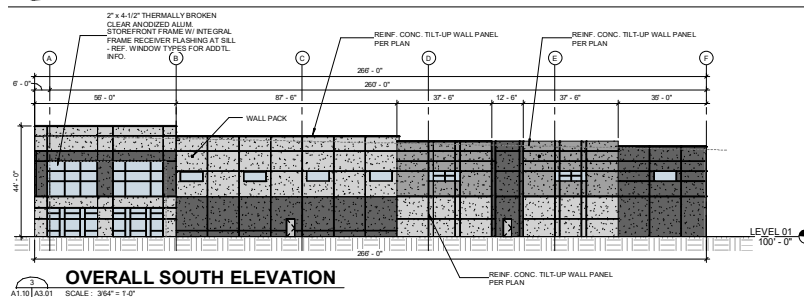 2" x 4-1/2" THERMALLY BROKEN
CLEAR ANODIZED ALUM.
STOREFRONT FRAME W/ INTEGRAL
FRAME RECEIVER FLASHING AT SILL
- REF. WINDOW TYPES FOR ADDTL.
INFO.
REINF. CONC. TILT-UP WALL PANEL
PER PLAN
REINF. CONC. TILT-UP WALL PANEL
PER PLAN
A
B
C
D
E
F
266' - 0"
6' - 0"
260' - 0"
56' - 0"
87' - 6"
37' - 6"
12' - 6"
37' - 6"
35' - 0"
WALL PACK
44' - 0"
LEVEL 01
100' - 0"
266' - 0"
REINF. CONC. TILT-UP WALL PANEL
PER PLAN
3
A1.10 A3.01
OVERALL SOUTH ELEVATION
SCALE : 3/64" = 1'-0"